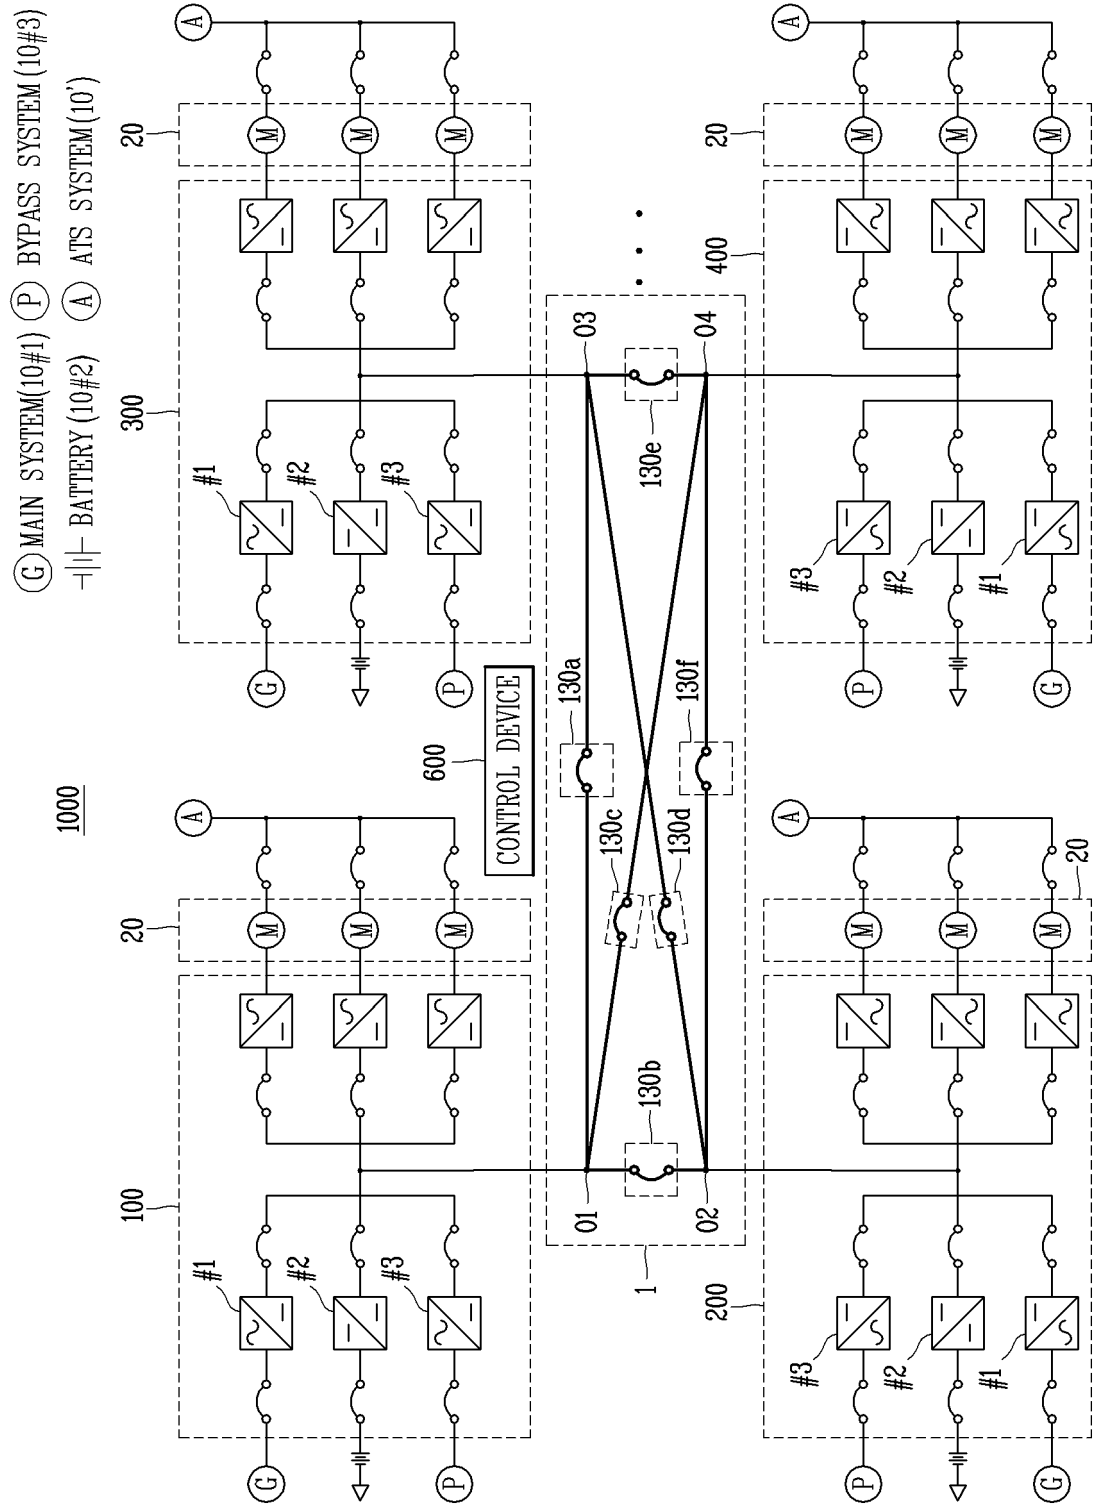 1000
G MAIN SYSTEM(10#1) P BYPASS SYSTEM(10#3)
BATTERY(10#2) A ATS SYSTEM(10')
100
20
300
20
G
#1
M
A
G
#1
M
A
#2
M
#2
M
P
#3
M
P
#3
M
600
CONTROL DEVICE
1
01
130a
03
130b
130c
130d
130e
. . .
02
130f
04
200
400
20
20
P
#3
M
A
P
#3
M
A
#2
M
#2
M
G
#1
M
20
G
#1
M